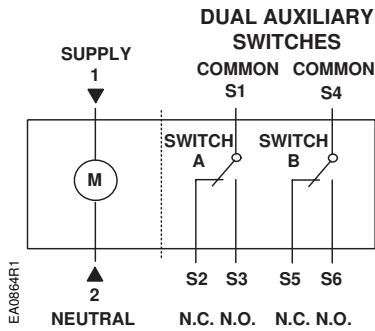 DUAL AUXILIARY
SWITCHES
SUPPLY
1
COMMON COMMON
S1 S4
SWITCH
A
SWITCH
B
M
2
NEUTRAL
S2 S3 S5 S6
N.C. N.O. N.C. N.O.
EA0864R1